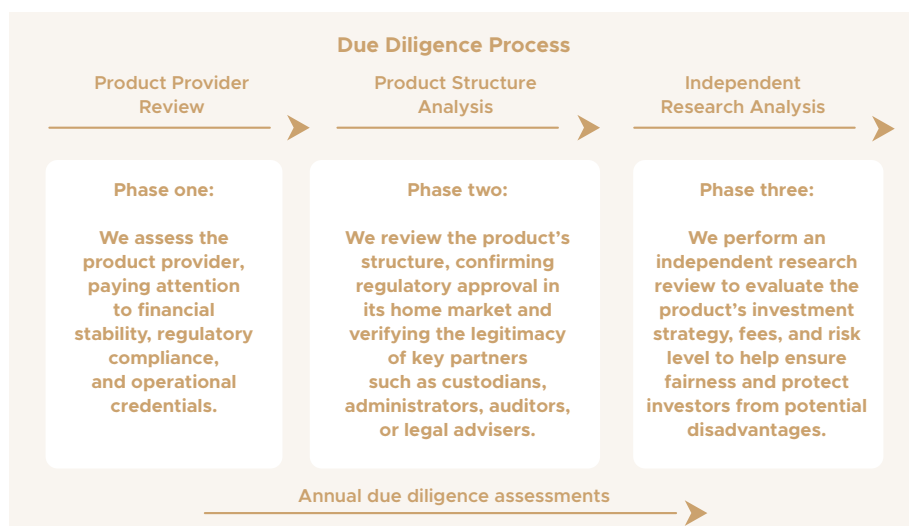 Due Diligence Process
Product Provider
Review
Product Structure
Analysis
Independent
Research Analysis
Phase one:
We assess the
product provider,
paying attention
to financial
stability, regulatory
compliance,
and operational
credentials.
Phase two:
We review the product’s
structure, confirming
regulatory approval in
its home market and
verifying the legitimacy
of key partners
such as custodians,
administrators, auditors,
or legal advisers.
Phase three:
We perform an
independent research
review to evaluate the
product’s investment
strategy, fees, and risk
level to help ensure
fairness and protect
investors from potential
disadvantages.
Annual due diligence assessments